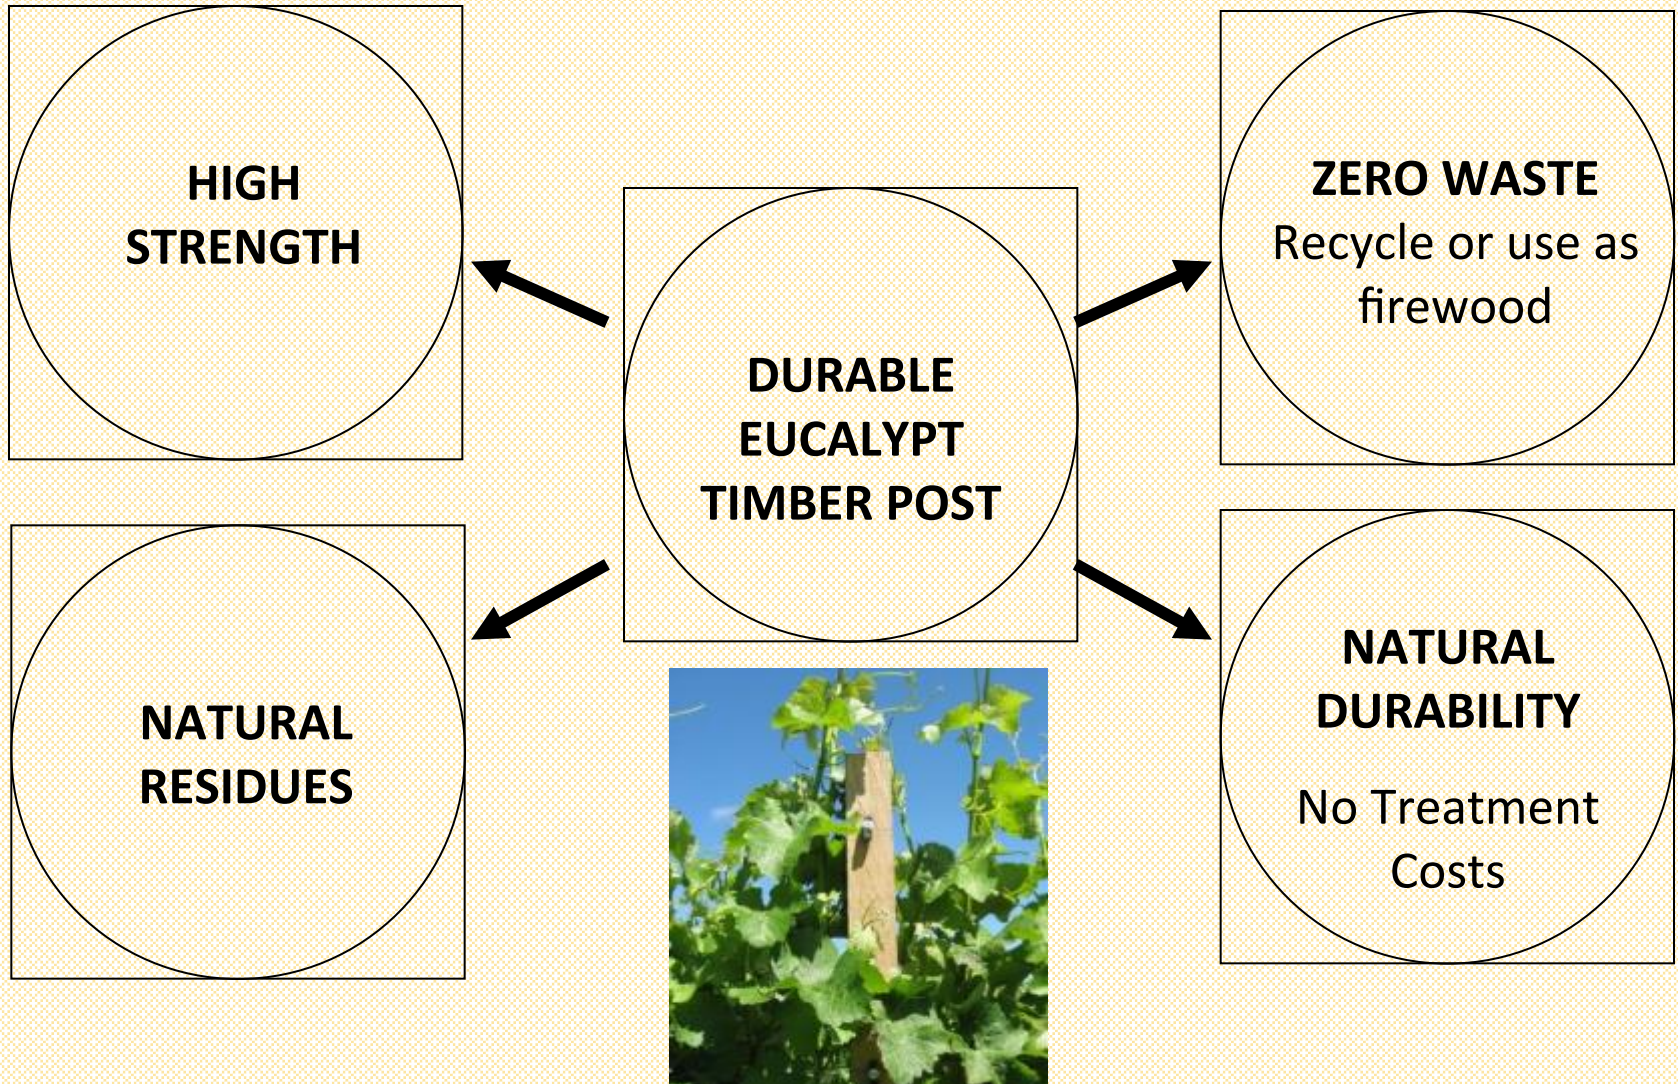 HIGH
STRENGTH
ZERO WASTE
Recycle or use as
firewood
DURABLE
EUCALYPT
TIMBER POST
NATURAL
RESIDUES
NATURAL
DURABILITY
No Treatment
Costs